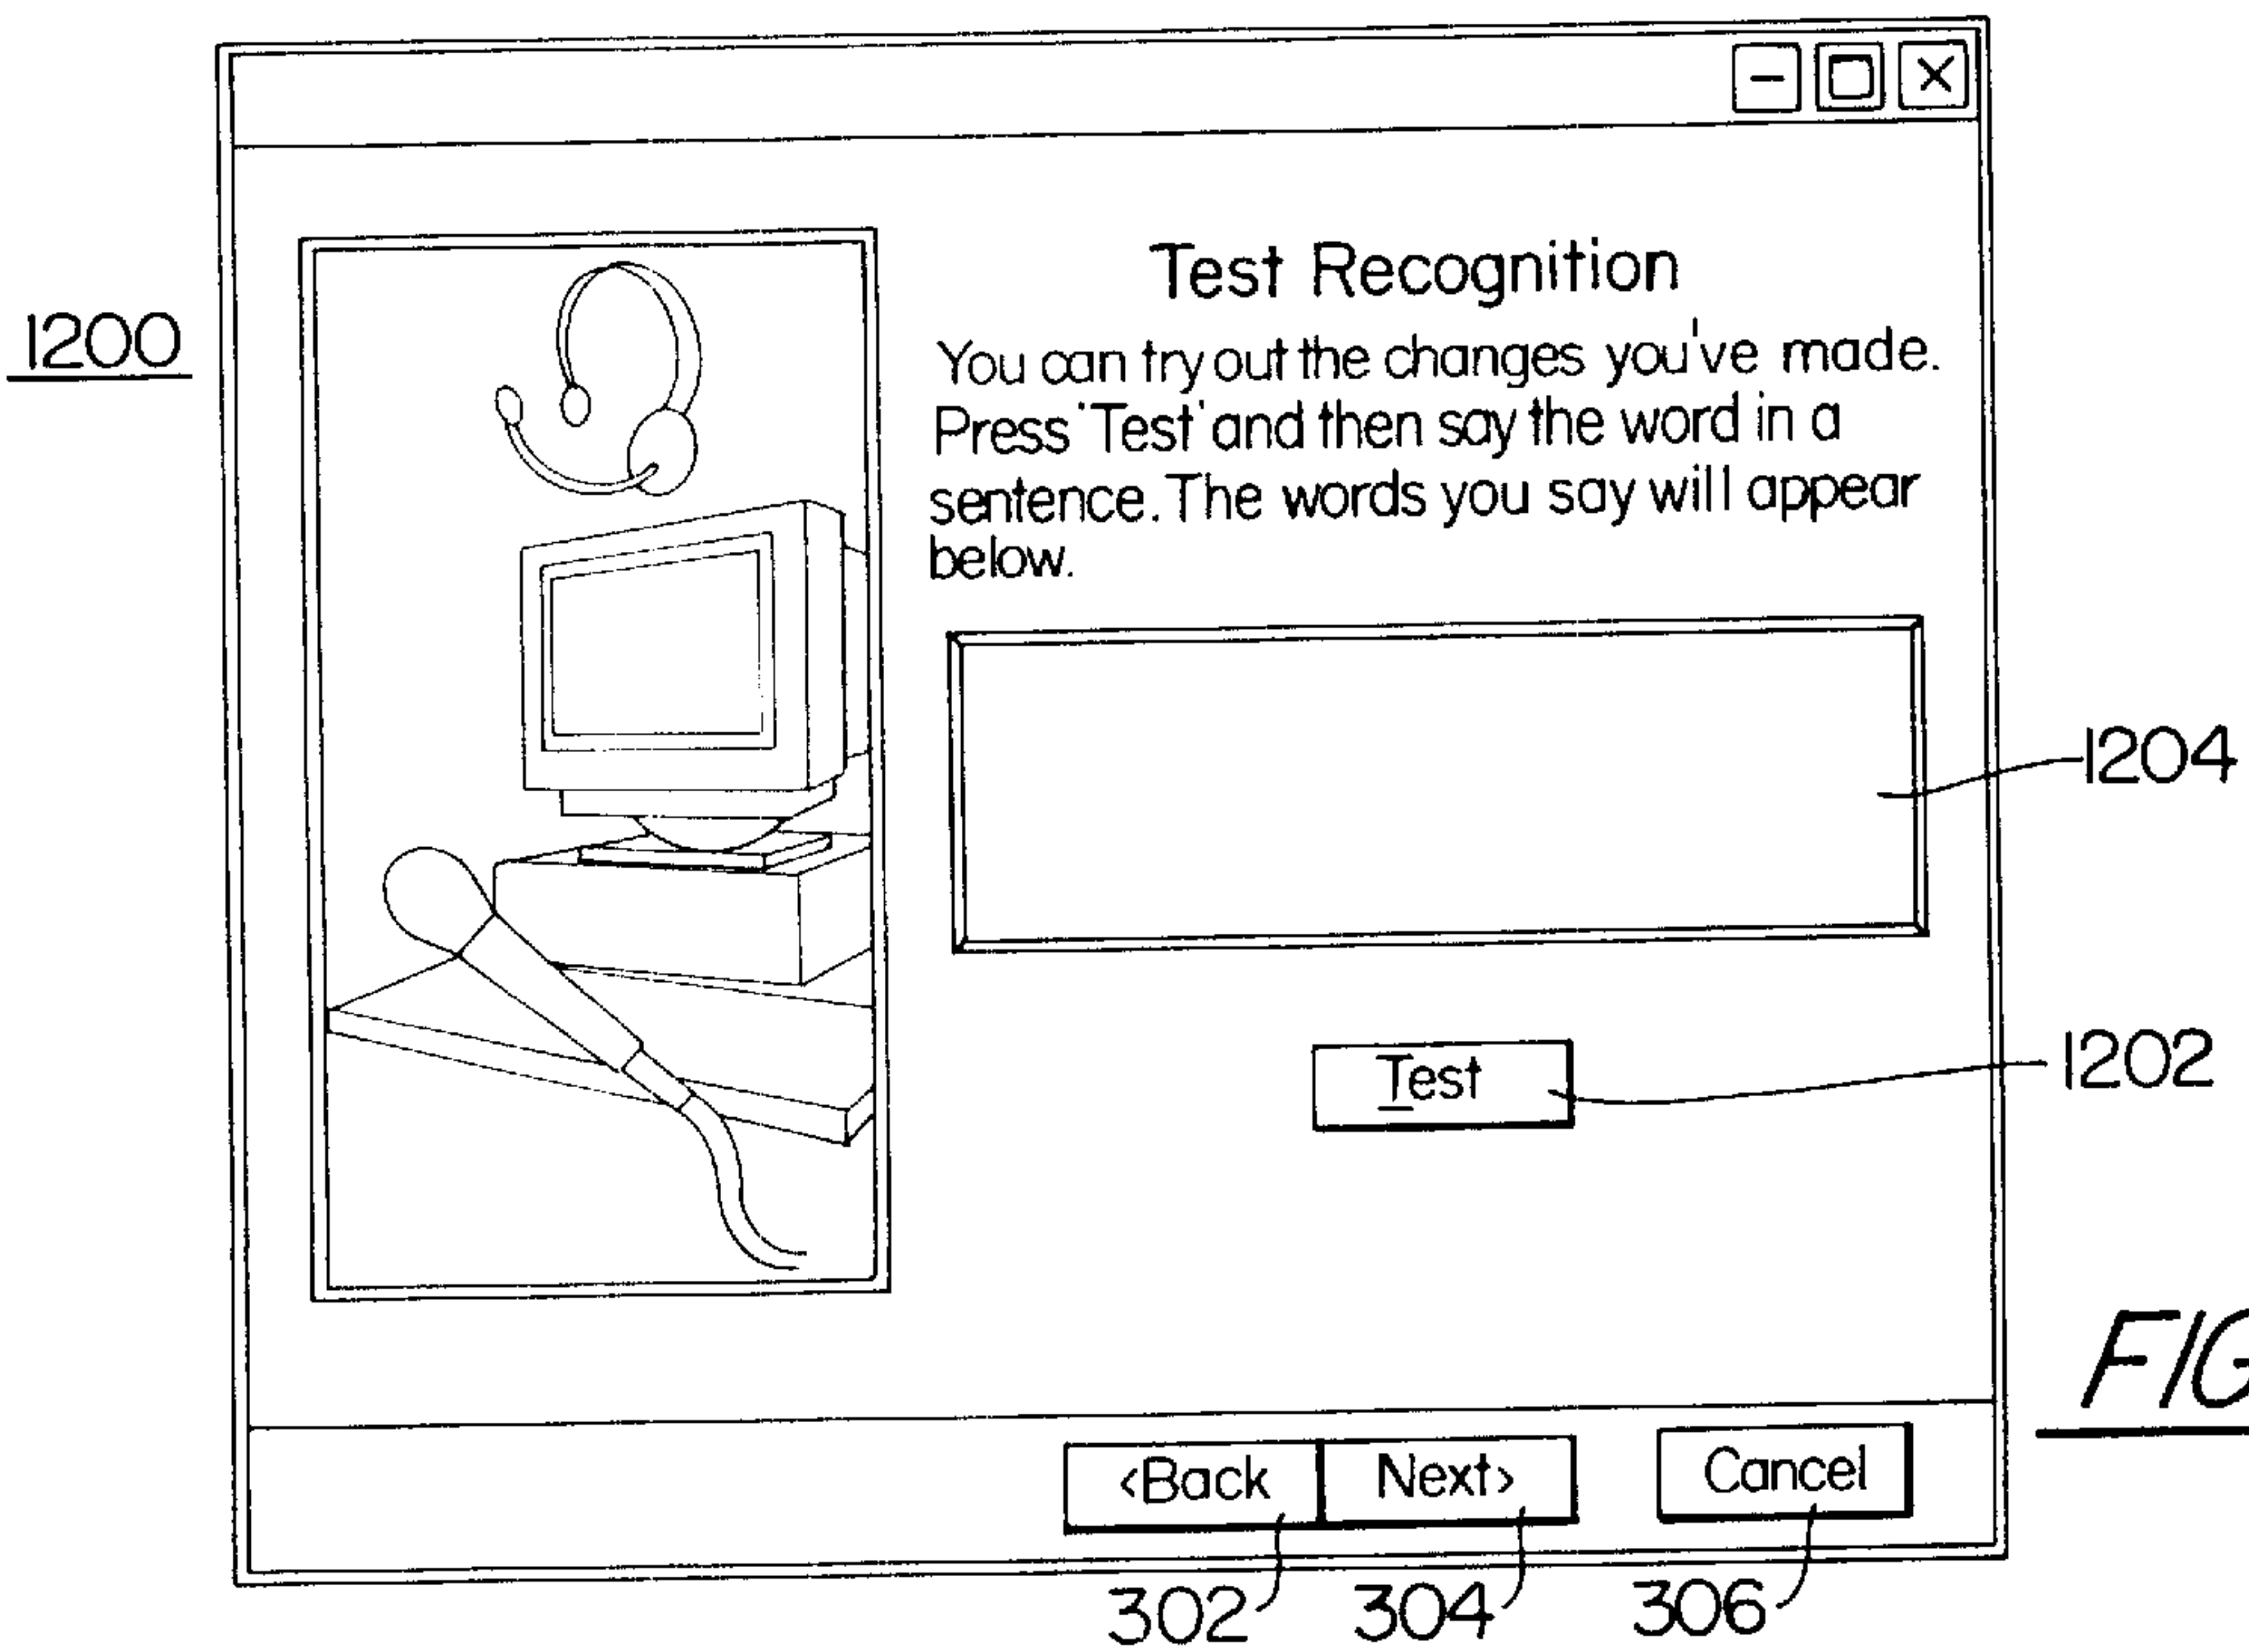 1200
Test Recognition
You can try out the changes you've made.
Press 'Test' and then say the word in a
sentence. The words you say will appear
below.
1204
Test
1202
FIG
<Back
Next>
Cancel
302
304
306